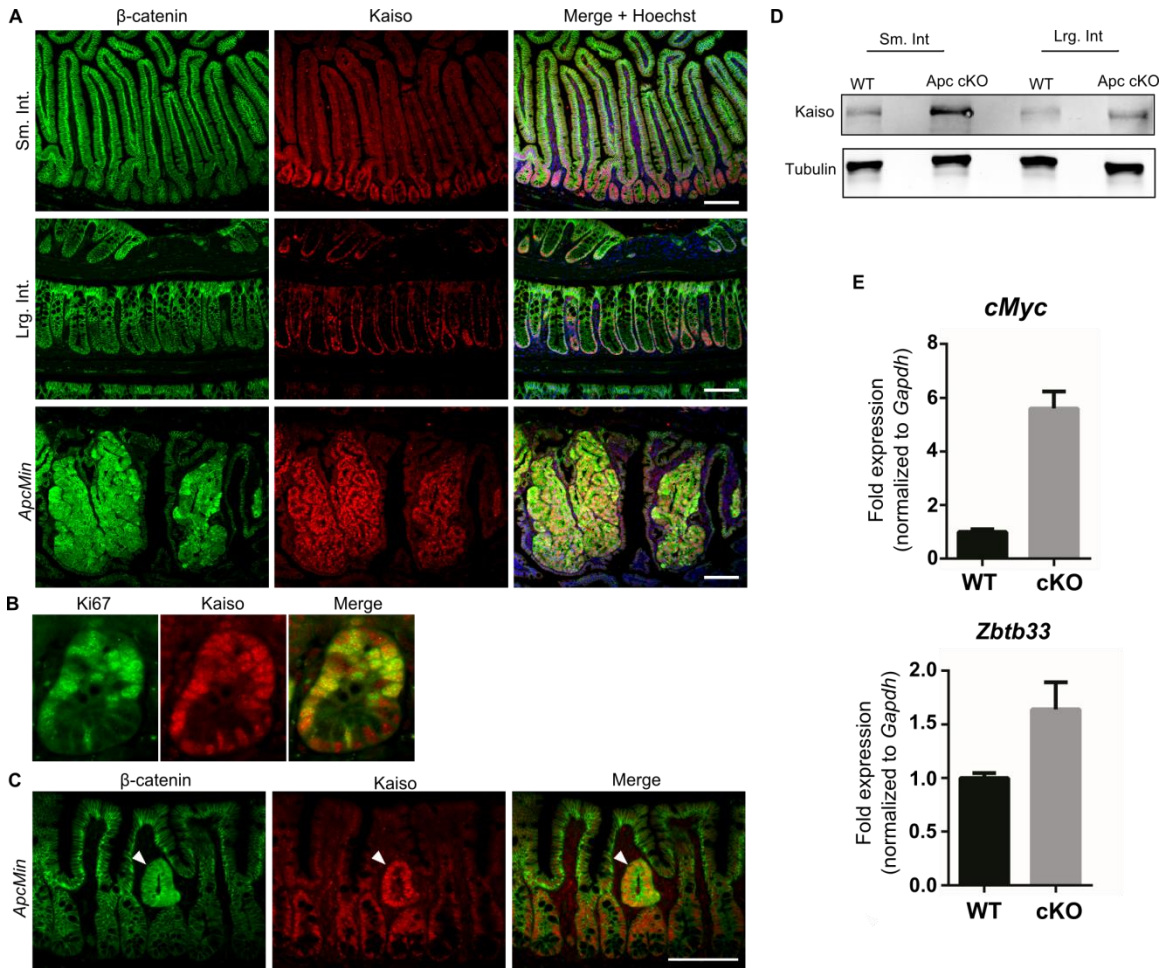 A
β-catenin
Kaiso
Merge + Hoechst
Sm. Int.
Lrg. Int.
ApcMin
B
Ki67
Kaiso
Merge
C
β-catenin
Kaiso
Merge
ApcMin
D
Sm. Int
Lrg. Int
WT
Apc cKO
WT
Apc cKO
Kaiso
Tubulin
E
cMyc
Fold expression
(normalized to Gapdh)
8
6
4
2
0
WT
cKO
Zbtb33
Fold expression
(normalized to Gapdh)
2.0
1.5
1.0
0.5
0.0
WT
cKO